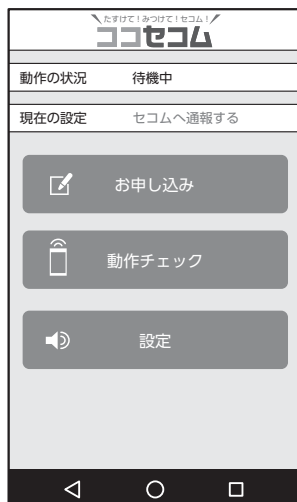 たすけて！みつけて！セコム！
ココセコム
動作の状況 待機中
現在の設定 セコムへ通報する
お申し込み
動作チェック
設定